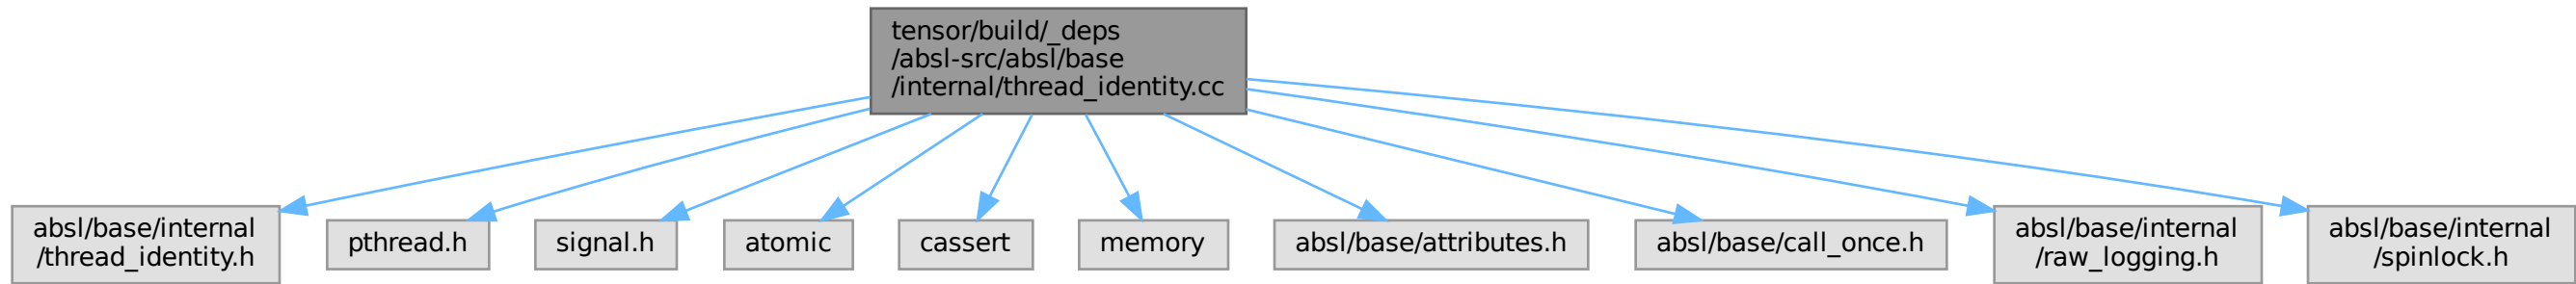 tensor/build/_deps
/absl-src/absl/base
/internal/thread_identity.cc
absl/base/internal
/thread_identity.h
pthread.h
signal.h
atomic
cassert
memory
absl/base/attributes.h
absl/base/call_once.h
absl/base/internal
/raw_logging.h
absl/base/internal
/spinlock.h